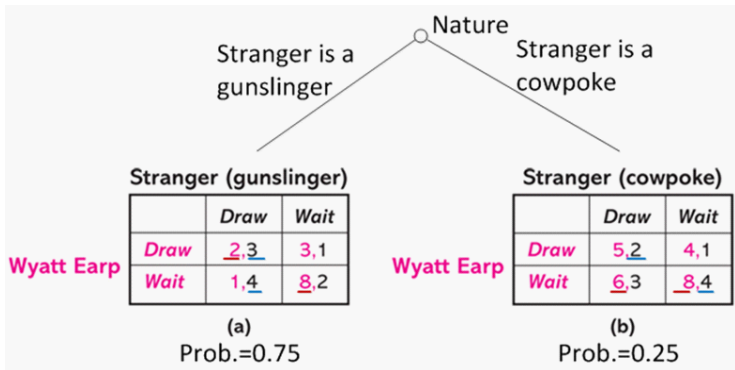 Nature
Stranger is a
gunslinger
Stranger is a
cowpoke
Stranger (gunslinger)
Draw Wait
Wyatt Earp
Draw 2,3 3,1
Wait 1,4 8,2
(a)
Prob.=0.75
Stranger (cowpoke)
Draw Wait
Wyatt Earp
Draw 5,2 4,1
Wait 6,3 8,4
(b)
Prob.=0.25